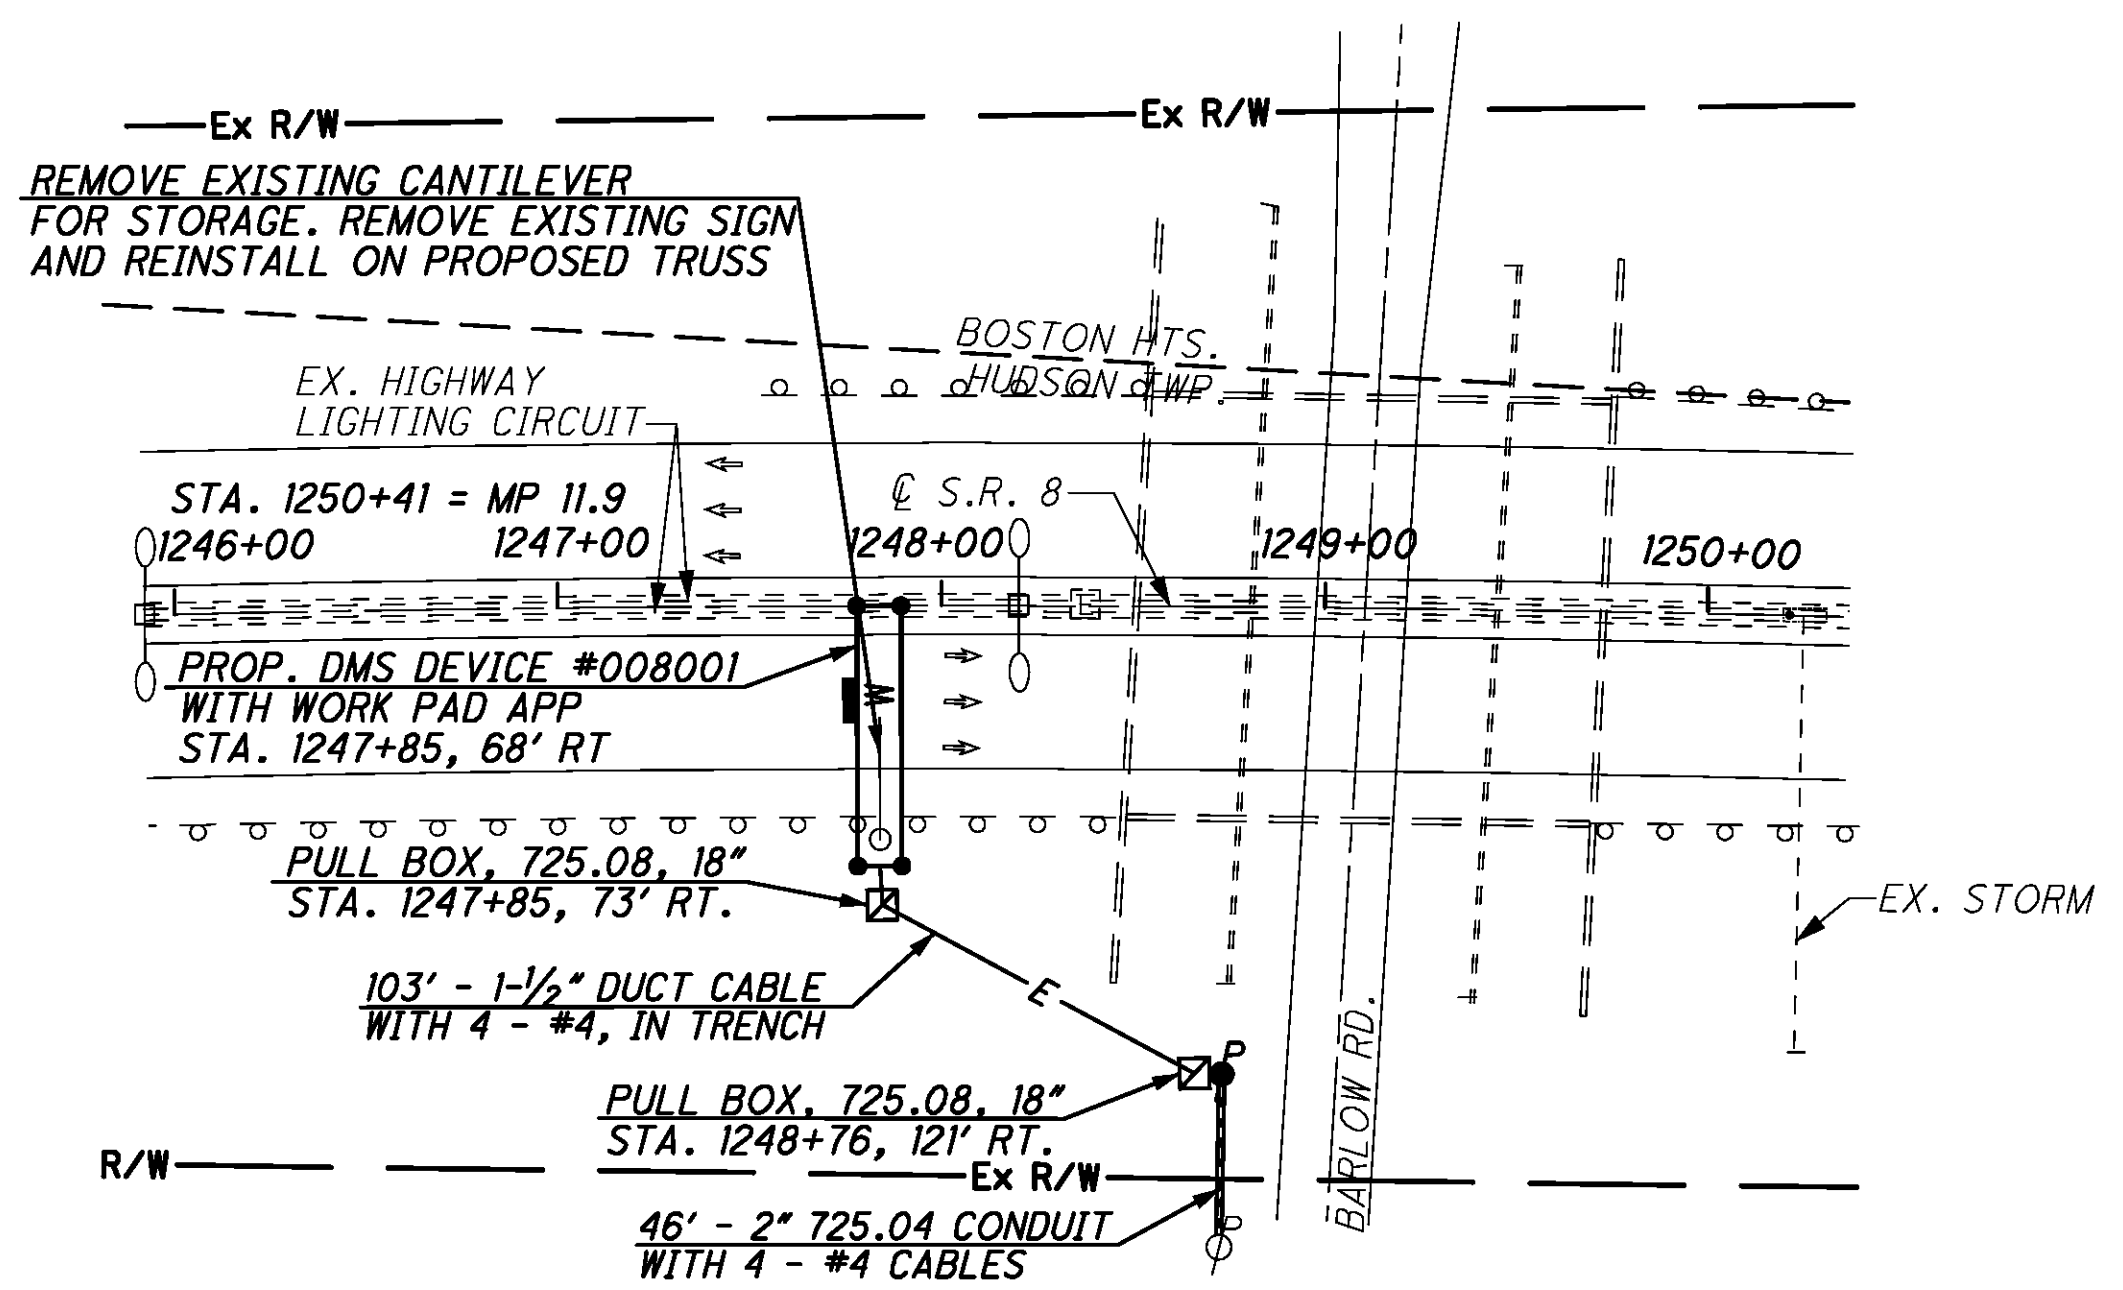 Ex R/W
Ex R/W
REMOVE EXISTING CANTILEVER
FOR STORAGE. REMOVE EXISTING SIGN
AND REINSTALL ON PROPOSED TRUSS
BOSTON HTS.
HUDSON TWP.
EX. HIGHWAY
LIGHTING CIRCUIT
STA. 1250+41 = MP 11.9
℄ S.R. 8
1246+00
1247+00
1248+00
1249+00
1250+00
PROP. DMS DEVICE #008001
WITH WORK PAD APP
STA. 1247+85, 68' RT
PULL BOX, 725.08, 18"
STA. 1247+85, 73' RT.
EX. STORM
103' - 1-1/2" DUCT CABLE
WITH 4 - #4, IN TRENCH
E
P
PULL BOX, 725.08, 18"
STA. 1248+76, 121' RT.
BARLOW RD.
R/W
Ex R/W
46' - 2" 725.04 CONDUIT
WITH 4 - #4 CABLES
P